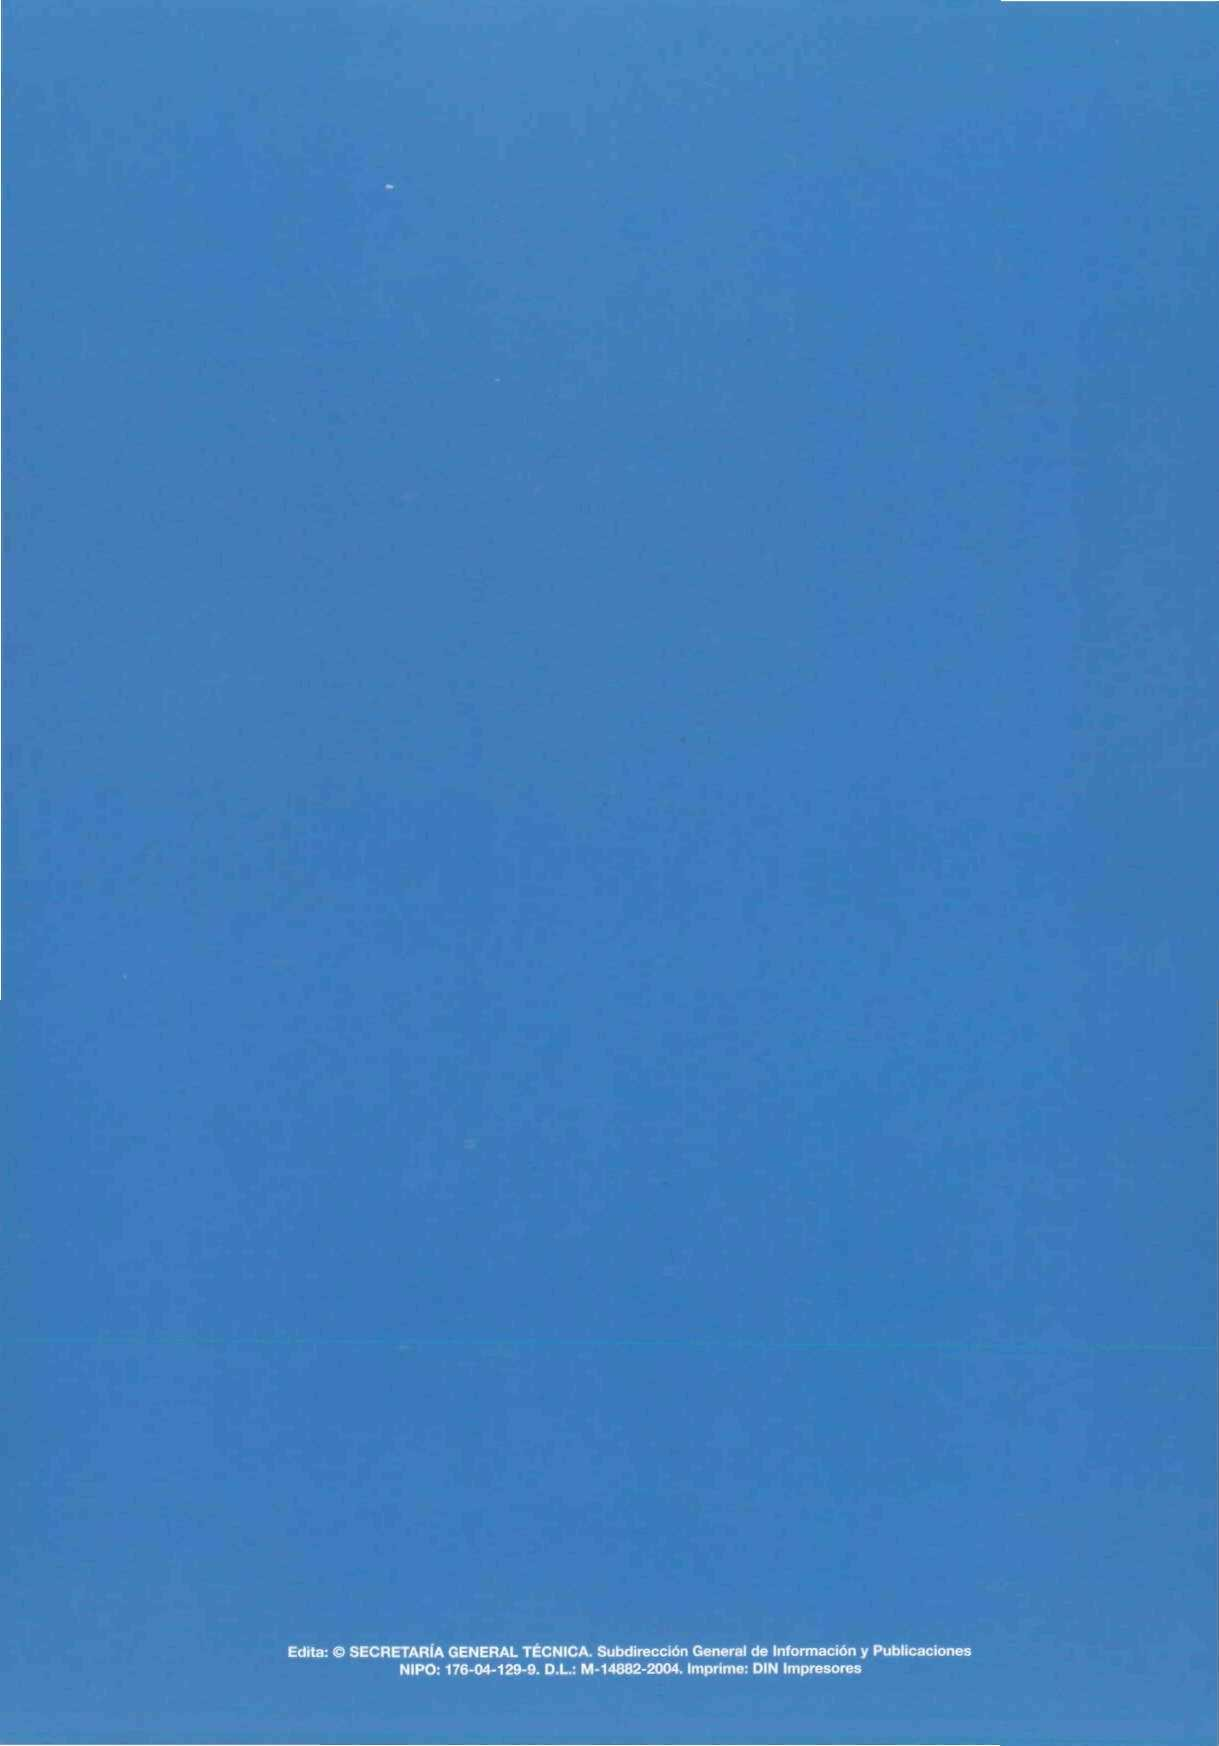 Edita: © SECRETARÍA GENERAL TÉCNICA. Subdirección General de Información y Publicaciones
NIPO: 176-04-129-9. D.L.: M-14882-2004. Imprime: DIN Impresores